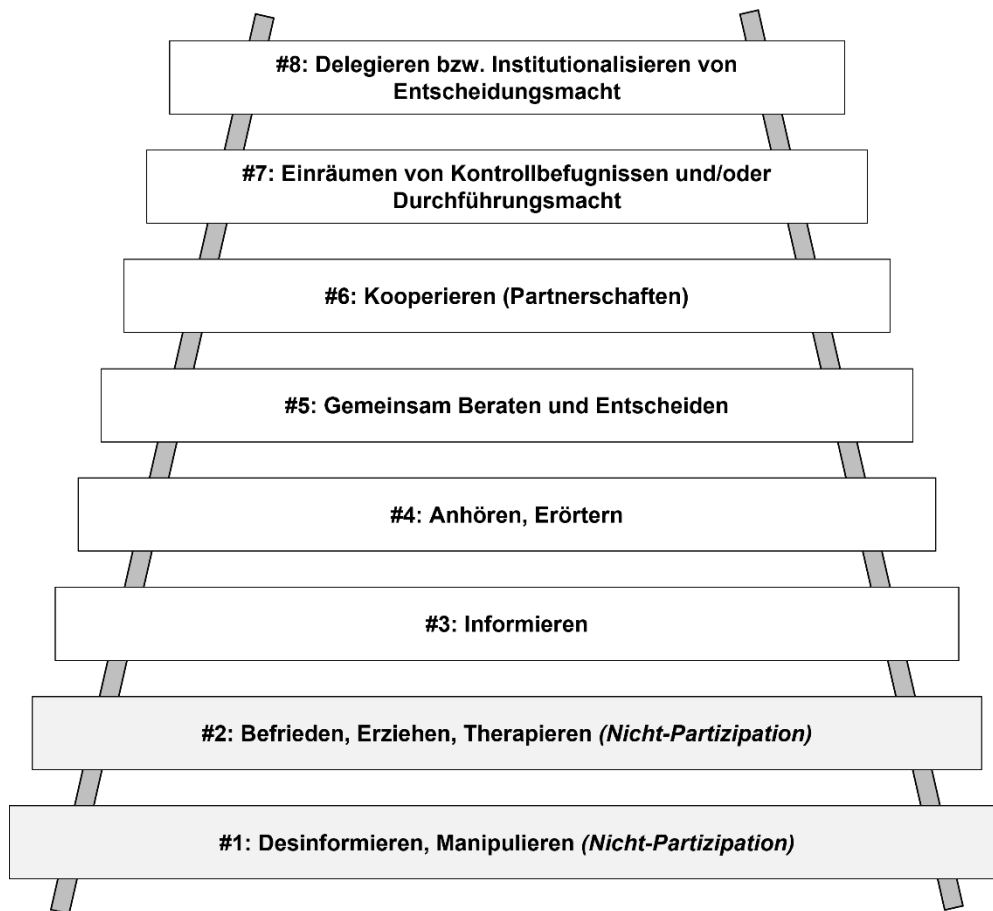 #8: Delegieren bzw. Institutionalisieren von
Entscheidungsmacht
#7: Einräumen von Kontrollbefugnissen und/oder
Durchführungsmacht
#6: Kooperieren (Partnerschaften)
#5: Gemeinsam Beraten und Entscheiden
#4: Anhören, Erörtern
#3: Informieren
#2: Befrieden, Erziehen, Therapieren (Nicht-Partizipation)
#1: Desinformieren, Manipulieren (Nicht-Partizipation)